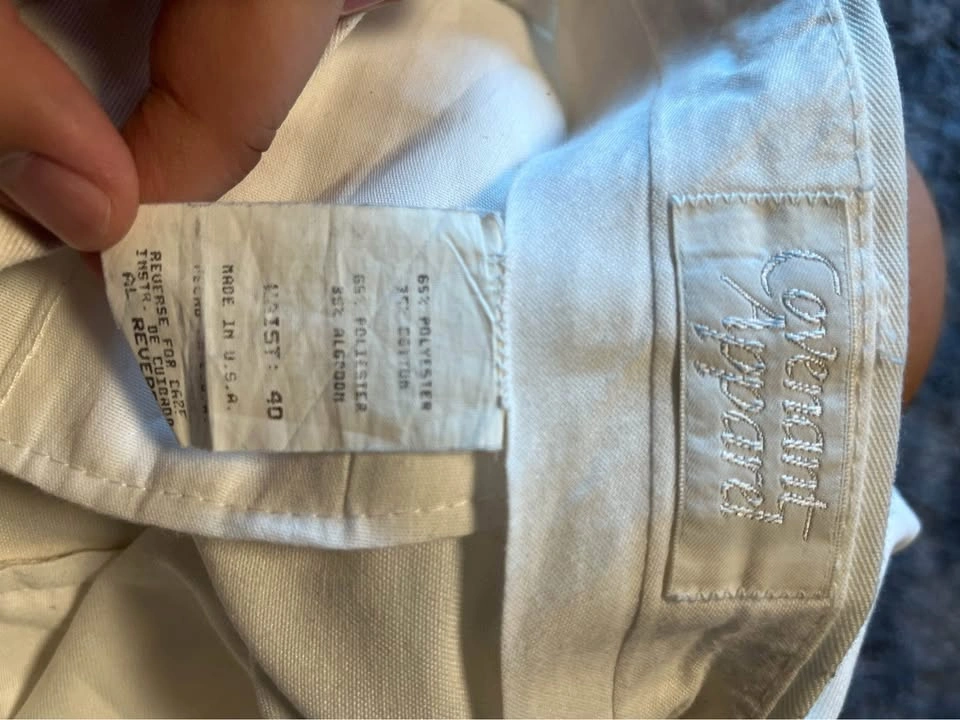 Covenant
Apparel
65% POLYESTER
35% COTTON
65% POLIESTER
35% ALGODON
WAIST: 40
MADE IN U.S.A.
REVERSE FOR CARE
INSTR. DE CUIDADO
AL REVERSO